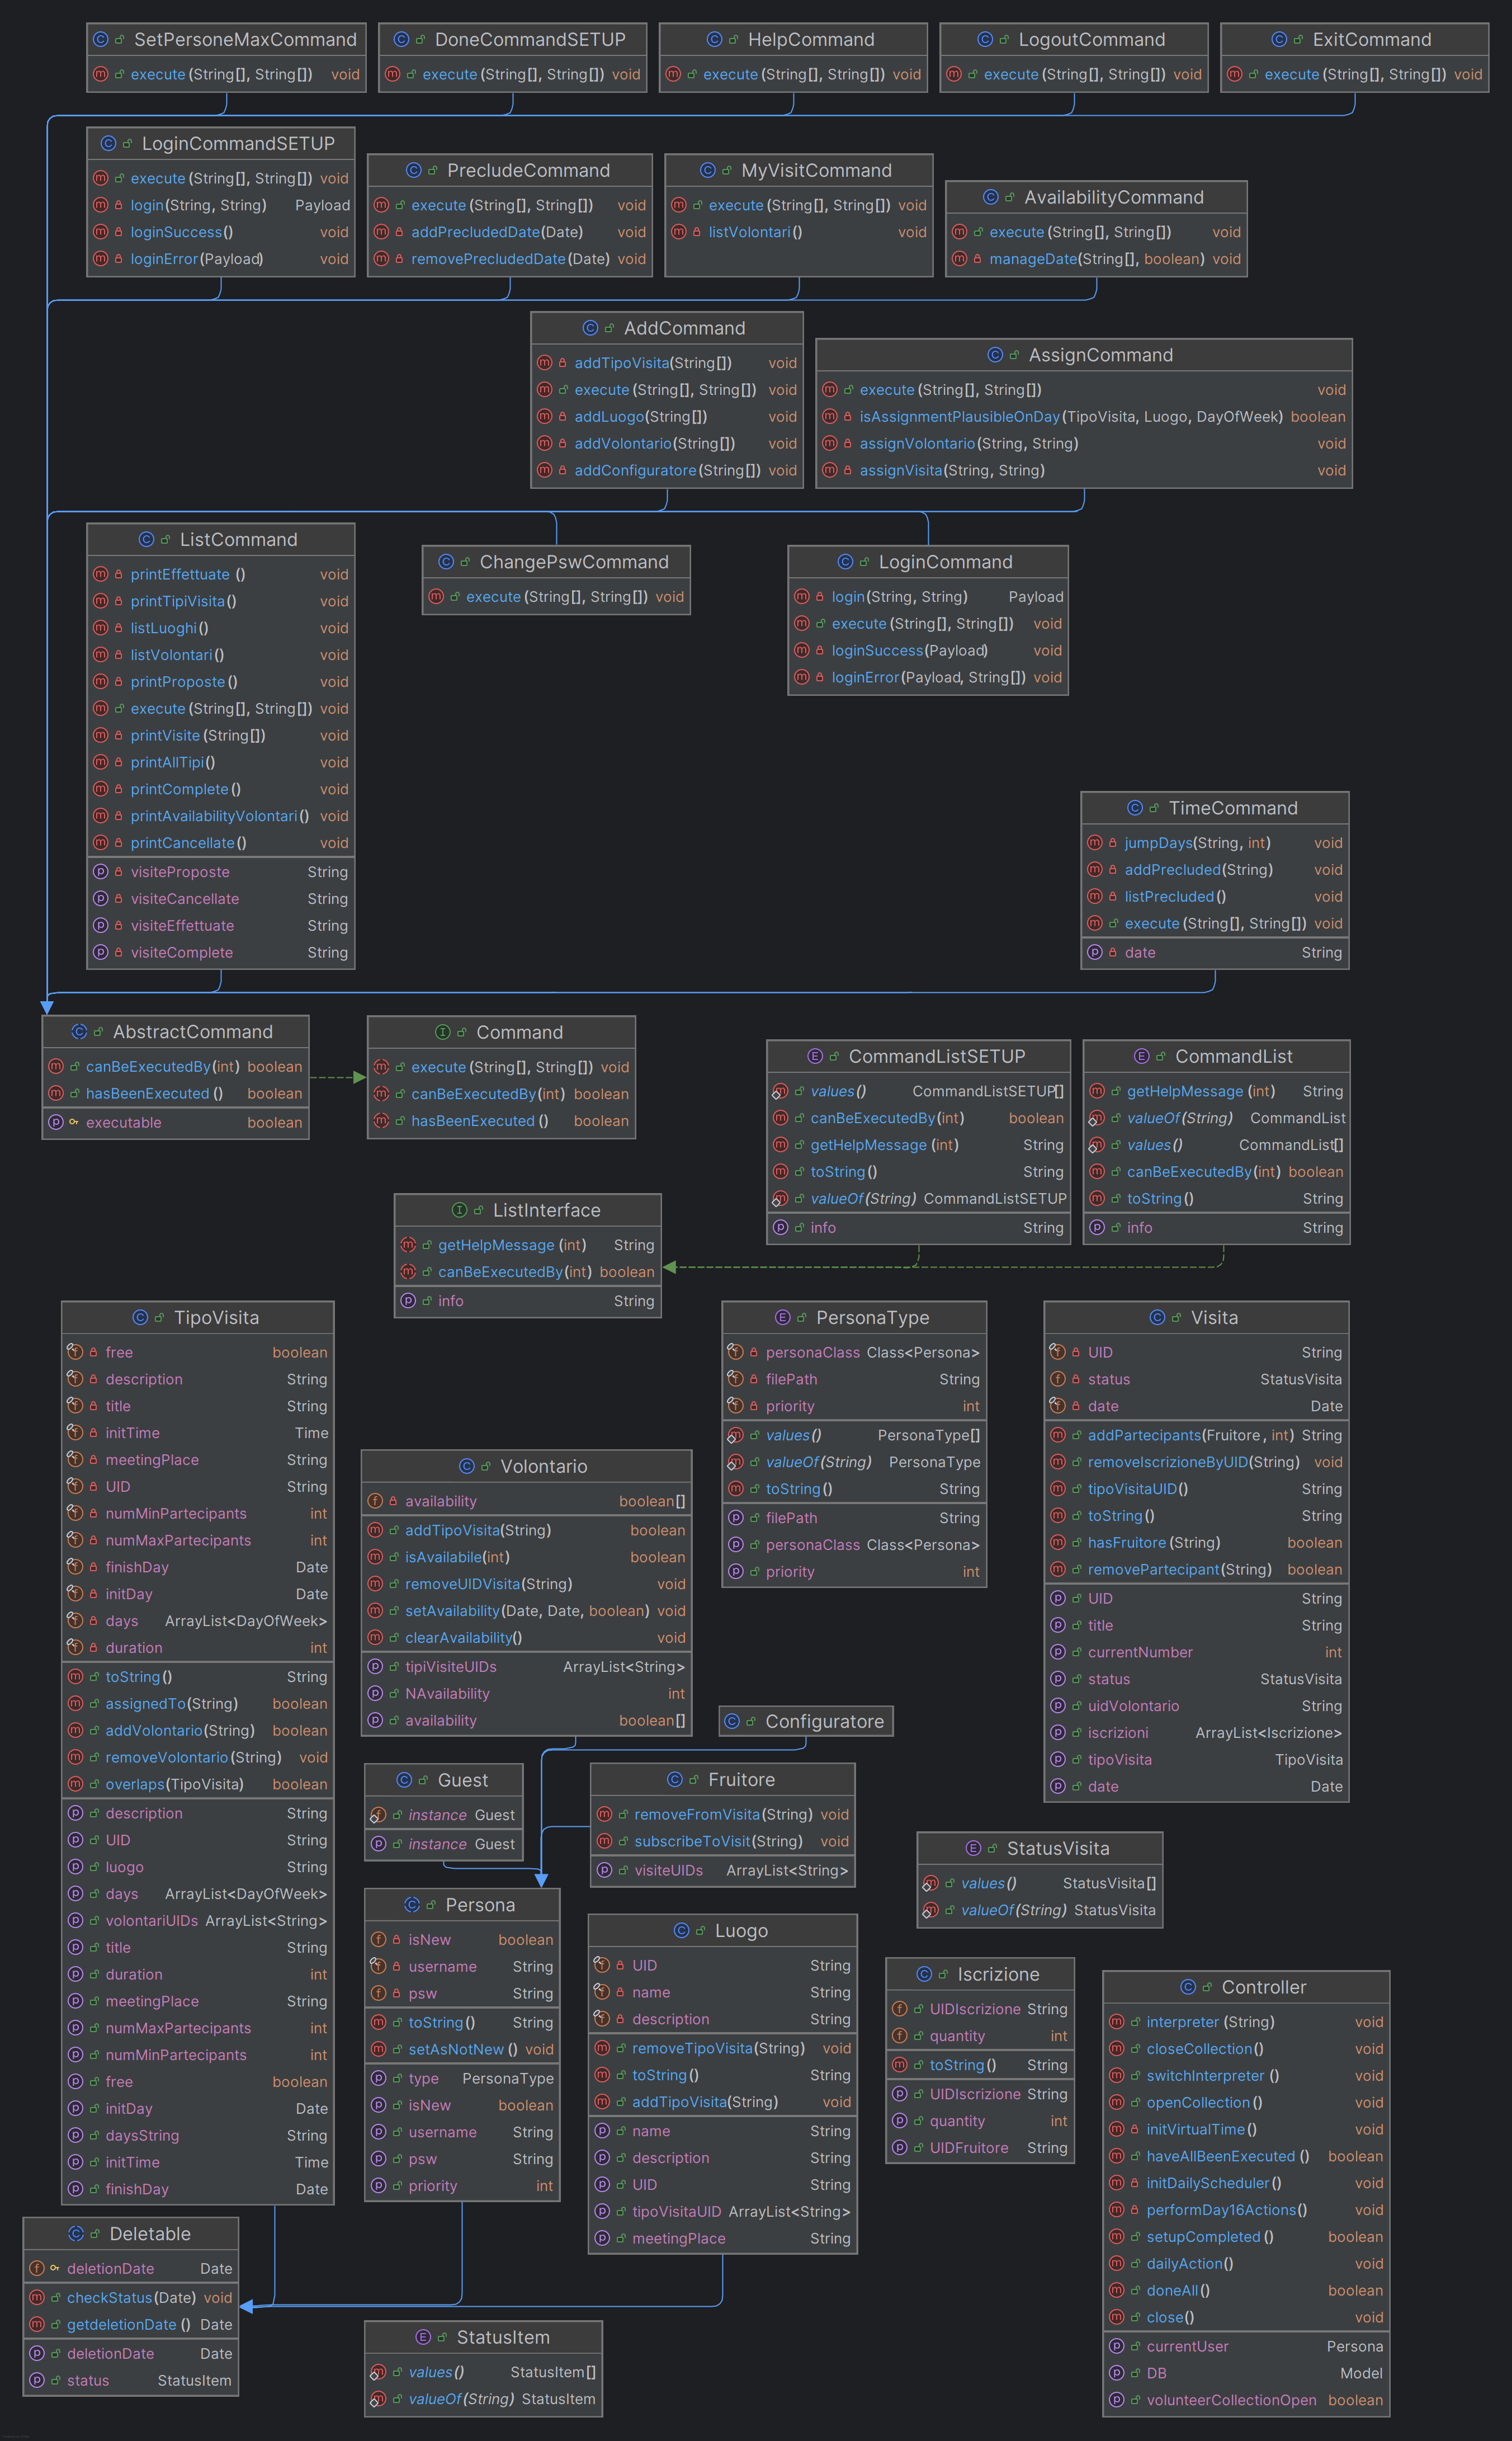 SetPersoneMaxCommand
execute(String[], String[]) void
DoneCommandSETUP
execute(String[], String[]) void
HelpCommand
execute(String[], String[]) void
LogoutCommand
execute(String[], String[]) void
ExitCommand
execute(String[], String[]) void
LoginCommandSETUP
execute(String[], String[]) void
login(String, String) Payload
loginSuccess() void
loginError(Payload) void
PrecludeCommand
execute(String[], String[]) void
addPrecludedDate(Date) void
removePrecludedDate(Date) void
MyVisitCommand
execute(String[], String[]) void
listVolontari() void
AvailabilityCommand
execute(String[], String[]) void
manageDate(String[], boolean) void
AddCommand
addTipoVisita(String[]) void
execute(String[], String[]) void
addLuogo(String[]) void
addVolontario(String[]) void
addConfiguratore(String[]) void
AssignCommand
execute(String[], String[]) void
isAssignmentPlausibleOnDay(TipoVisita, Luogo, DayOfWeek) boolean
assignVolontario(String, String) void
assignVisita(String, String) void
ListCommand
printEffettuate() void
printTipiVisita() void
listLuoghi() void
listVolontari() void
printProposte() void
execute(String[], String[]) void
printVisite(String[]) void
printAllTipi() void
printComplete() void
printAvailabilityVolontari() void
printCancellate() void
visiteProposte String
visiteCancellate String
visiteEffettuate String
visiteComplete String
ChangePswCommand
execute(String[], String[]) void
LoginCommand
login(String, String) Payload
execute(String[], String[]) void
loginSuccess(Payload) void
loginError(Payload, String[]) void
TimeCommand
jumpDays(String, int) void
addPrecluded(String) void
listPrecluded() void
execute(String[], String[]) void
date String
AbstractCommand
canBeExecutedBy(int) boolean
hasBeenExecuted() boolean
executable boolean
Command
execute(String[], String[]) void
canBeExecutedBy(int) boolean
hasBeenExecuted() boolean
CommandListSETUP
values() CommandListSETUP[]
canBeExecutedBy(int) boolean
getHelpMessage(int) String
toString() String
valueOf(String) CommandListSETUP
info String
CommandList
getHelpMessage(int) String
valueOf(String) CommandList
values() CommandList[]
canBeExecutedBy(int) boolean
toString() String
info String
ListInterface
getHelpMessage(int) String
canBeExecutedBy(int) boolean
info String
TipoVisita
free boolean
description String
title String
initTime Time
meetingPlace String
UID String
numMinPartecipants int
numMaxPartecipants int
finishDay Date
initDay Date
days ArrayList<DayOfWeek>
duration int
toString() String
assignedTo(String) boolean
addVolontario(String) boolean
removeVolontario(String) void
overlaps(TipoVisita) boolean
description String
UID String
luogo String
days ArrayList<DayOfWeek>
volontariUIDs ArrayList<String>
title String
duration int
meetingPlace String
numMaxPartecipants int
numMinPartecipants int
free boolean
initDay Date
daysString String
initTime Time
finishDay Date
Volontario
availability boolean[]
addTipoVisita(String) boolean
isAvailabile(int) boolean
removeUIDVisita(String) void
setAvailability(Date, Date, boolean) void
clearAvailability() void
tipiVisiteUIDs ArrayList<String>
NAvailability int
availability boolean[]
PersonaType
personaClass Class<Persona>
filePath String
priority int
values() PersonaType[]
valueOf(String) PersonaType
toString() String
filePath String
personaClass Class<Persona>
priority int
Visita
UID String
status StatusVisita
date Date
addPartecipants(Fruitore, int) String
removeIscrizioneByUID(String) void
tipoVisitaUID() String
toString() String
hasFruitore(String) boolean
removePartecipant(String) boolean
UID String
title String
currentNumber int
status StatusVisita
uidVolontario String
iscrizioni ArrayList<Iscrizione>
tipoVisita TipoVisita
date Date
Configuratore
Guest
instance Guest
instance Guest
Fruitore
removeFromVisita(String) void
subscribeToVisit(String) void
visiteUIDs ArrayList<String>
StatusVisita
values() StatusVisita[]
valueOf(String) StatusVisita
Persona
isNew boolean
username String
psw String
toString() String
setAsNotNew() void
type PersonaType
isNew boolean
username String
psw String
priority int
Luogo
UID String
name String
description String
removeTipoVisita(String) void
toString() String
addTipoVisita(String) void
name String
description String
UID String
tipoVisitaUID ArrayList<String>
meetingPlace String
Iscrizione
UIDIscrizione String
quantity int
toString() String
UIDIscrizione String
quantity int
UIDFruitore String
Controller
interpreter(String) void
closeCollection() void
switchInterpreter() void
openCollection() void
initVirtualTime() void
haveAllBeenExecuted() boolean
initDailyScheduler() void
performDay16Actions() void
setupCompleted() boolean
dailyAction() void
doneAll() boolean
close() void
currentUser Persona
DB Model
volunteerCollectionOpen boolean
Deletable
deletionDate Date
checkStatus(Date) void
getdeletionDate() Date
deletionDate Date
status StatusItem
StatusItem
values() StatusItem[]
valueOf(String) StatusItem